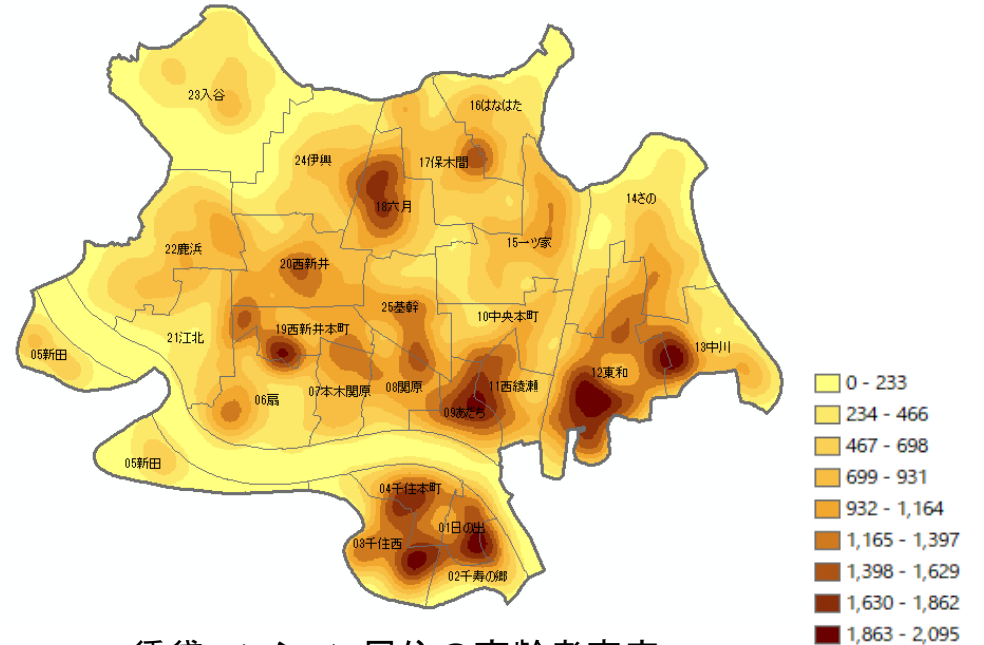 23入谷
16はなはた
24伊興
17保木間
14さの
18六月
15一ツ家
22鹿浜
20西新井
25基幹
10中央本町
19西新井本町
21江北
13中川
05新田
12東和
07本木関原
08関原
11西綾瀬
06扇
09あだち
05新田
04千住本町
01日の出
03千住西
02千寿の郷
0 - 233
234 - 466
467 - 698
699 - 931
932 - 1,164
1,165 - 1,397
1,398 - 1,629
1,630 - 1,862
1,863 - 2,095